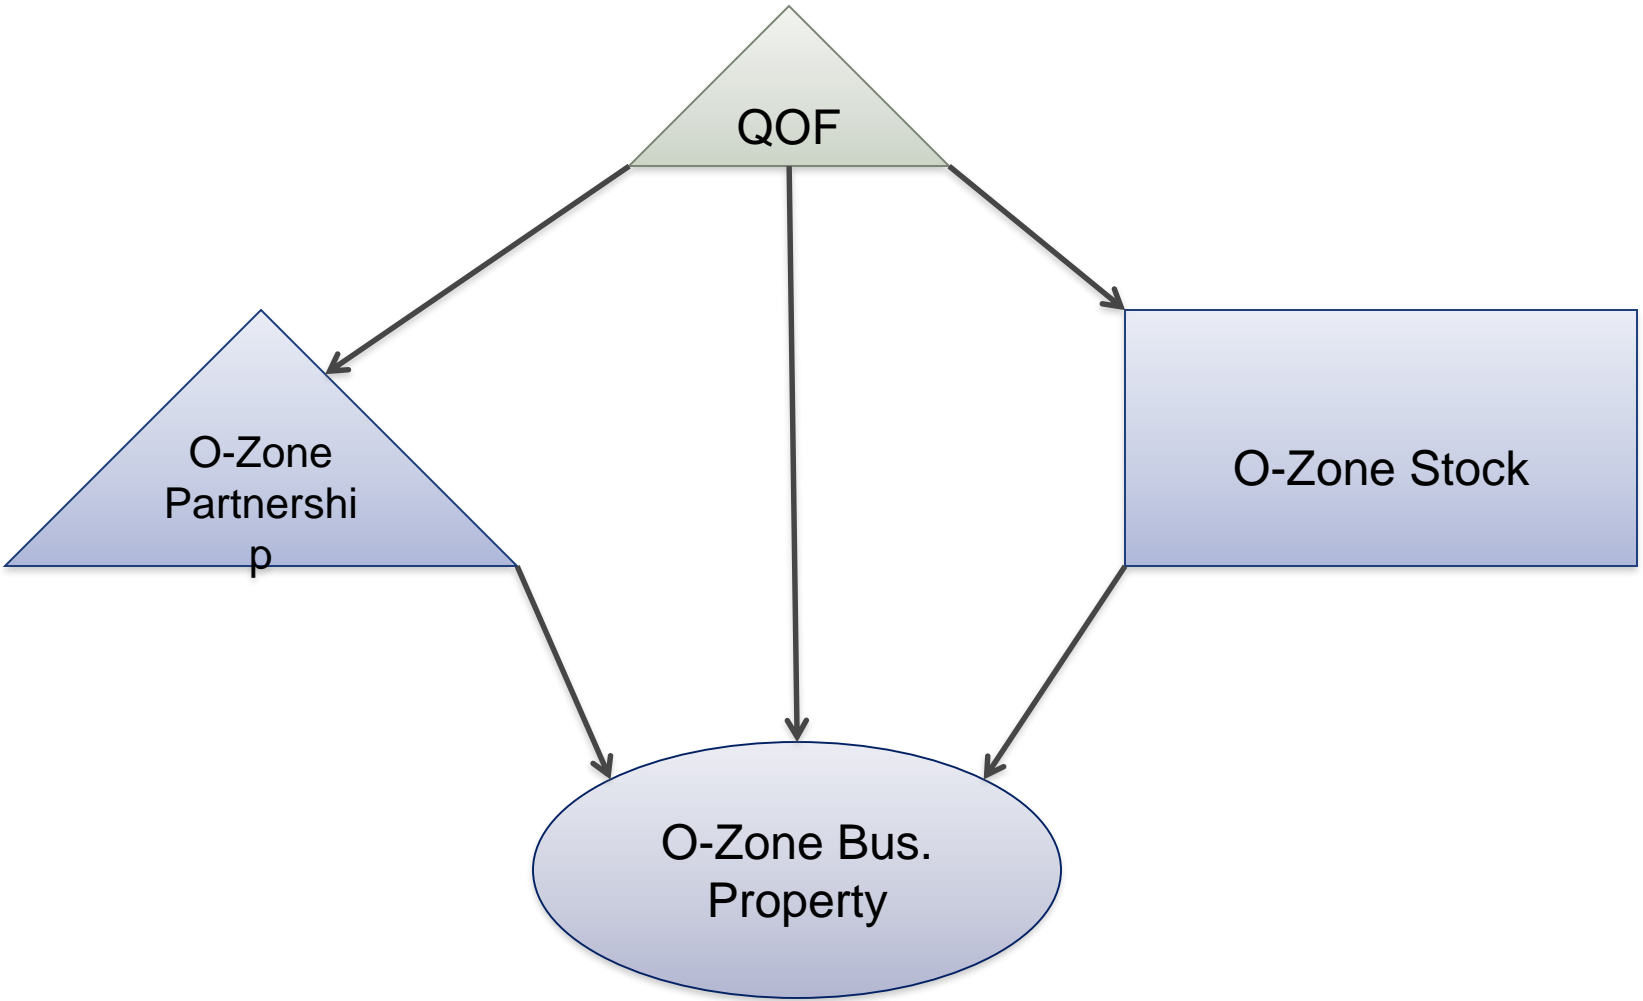 QOF
O-Zone
Partnershi
p
O-Zone Stock
O-Zone Bus.
Property